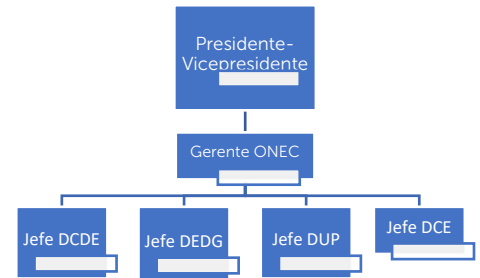 Presidente-
Vicepresidente
Gerente ONEC
Jefe DCDE
Jefe DEDG
Jefe DUP
Jefe DCE